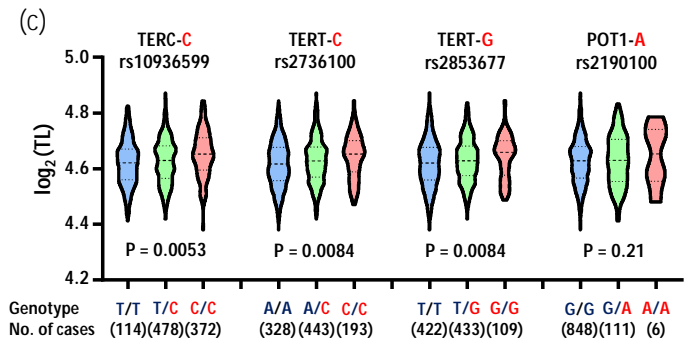 (c)
TERC-C TERT-C TERT-G POT1-A
rs10936599 rs2736100 rs2853677 rs2190100
log2(TL)
5.0
4.8
4.6
4.4
4.2
P = 0.0053 P = 0.0084 P = 0.0084 P = 0.21
Genotype T/T T/C C/C A/A A/C C/C T/T T/G G/G G/G G/A A/A
No. of cases (114) (478) (372) (328) (443) (193) (422) (433) (109) (848) (111) (6)